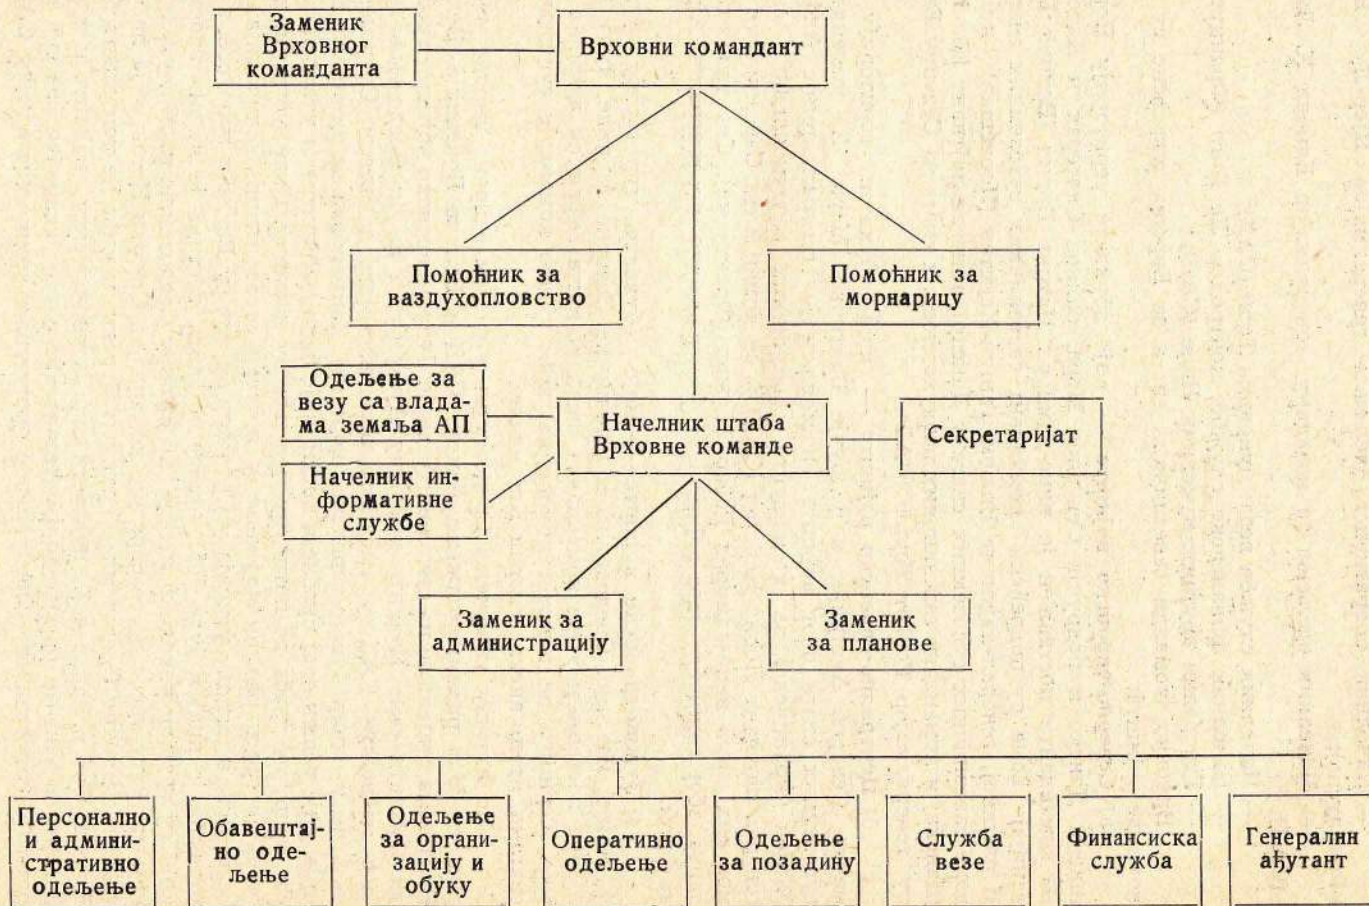 Заменик
Врховног
команданта
Врховни командант
Помоћник за
ваздухопловство
Помоћник за
морнарицу
Одељење за
везу са влада-
ма земаља АП
Начелник штаба
Врховне команде
Секретаријат
Начелник ин-
формативне
службе
Заменик за
администрацију
Заменик
за планове
Персонално
и админи-
стративно
одељење
Обавештај-
но оде-
љење
Одељење
за органи-
зацију и
обуку
Оперативно
одељење
Одељење
за позадину
Служба
везе
Финансиска
служба
Генерални
ађутант